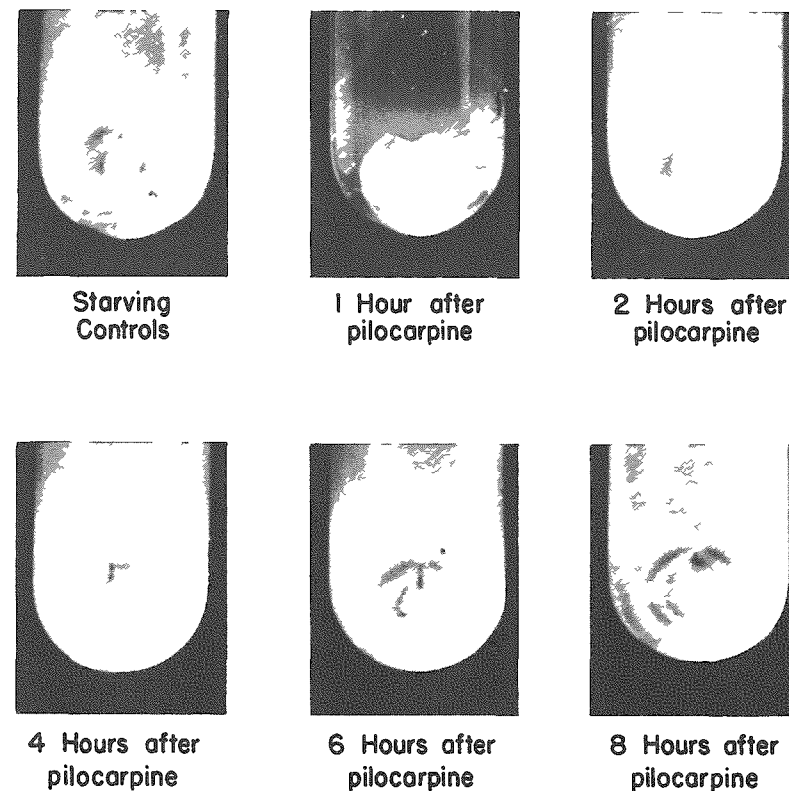 Starving
Controls
1 Hour after
pilocarpine
2 Hours after
pilocarpine
4 Hours after
pilocarpine
6 Hours after
pilocarpine
8 Hours after
pilocarpine